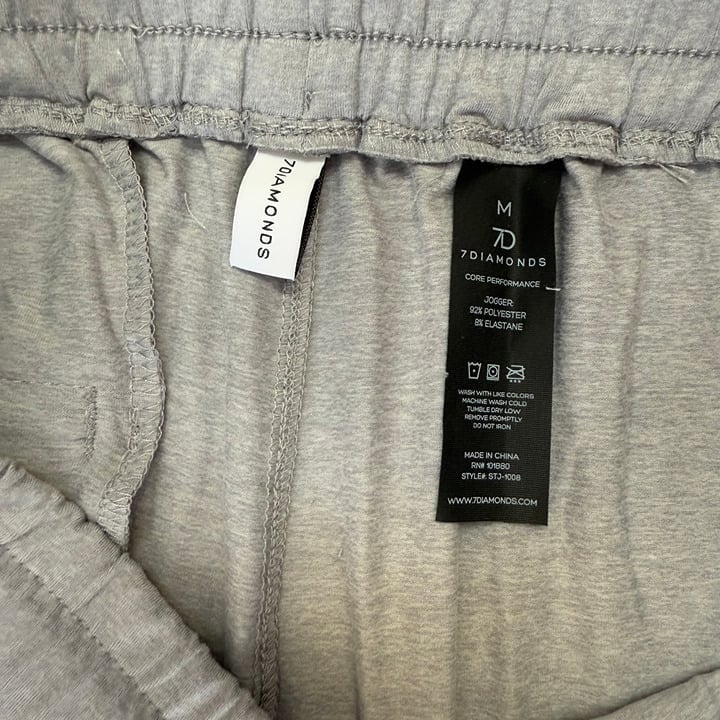 7DIAMONDS
M
7D
7DIAMONDS
CORE PERFORMANCE
JOGGER:
92% POLYESTER
8% ELASTANE
WASH WITH LIKE COLORS
MACHINE WASH COLD
TUMBLE DRY LOW
REMOVE PROMPTLY
DO NOT IRON
MADE IN CHINA
RN# 101880
STYLE#: STJ-1008
WWW.7DIAMONDS.COM